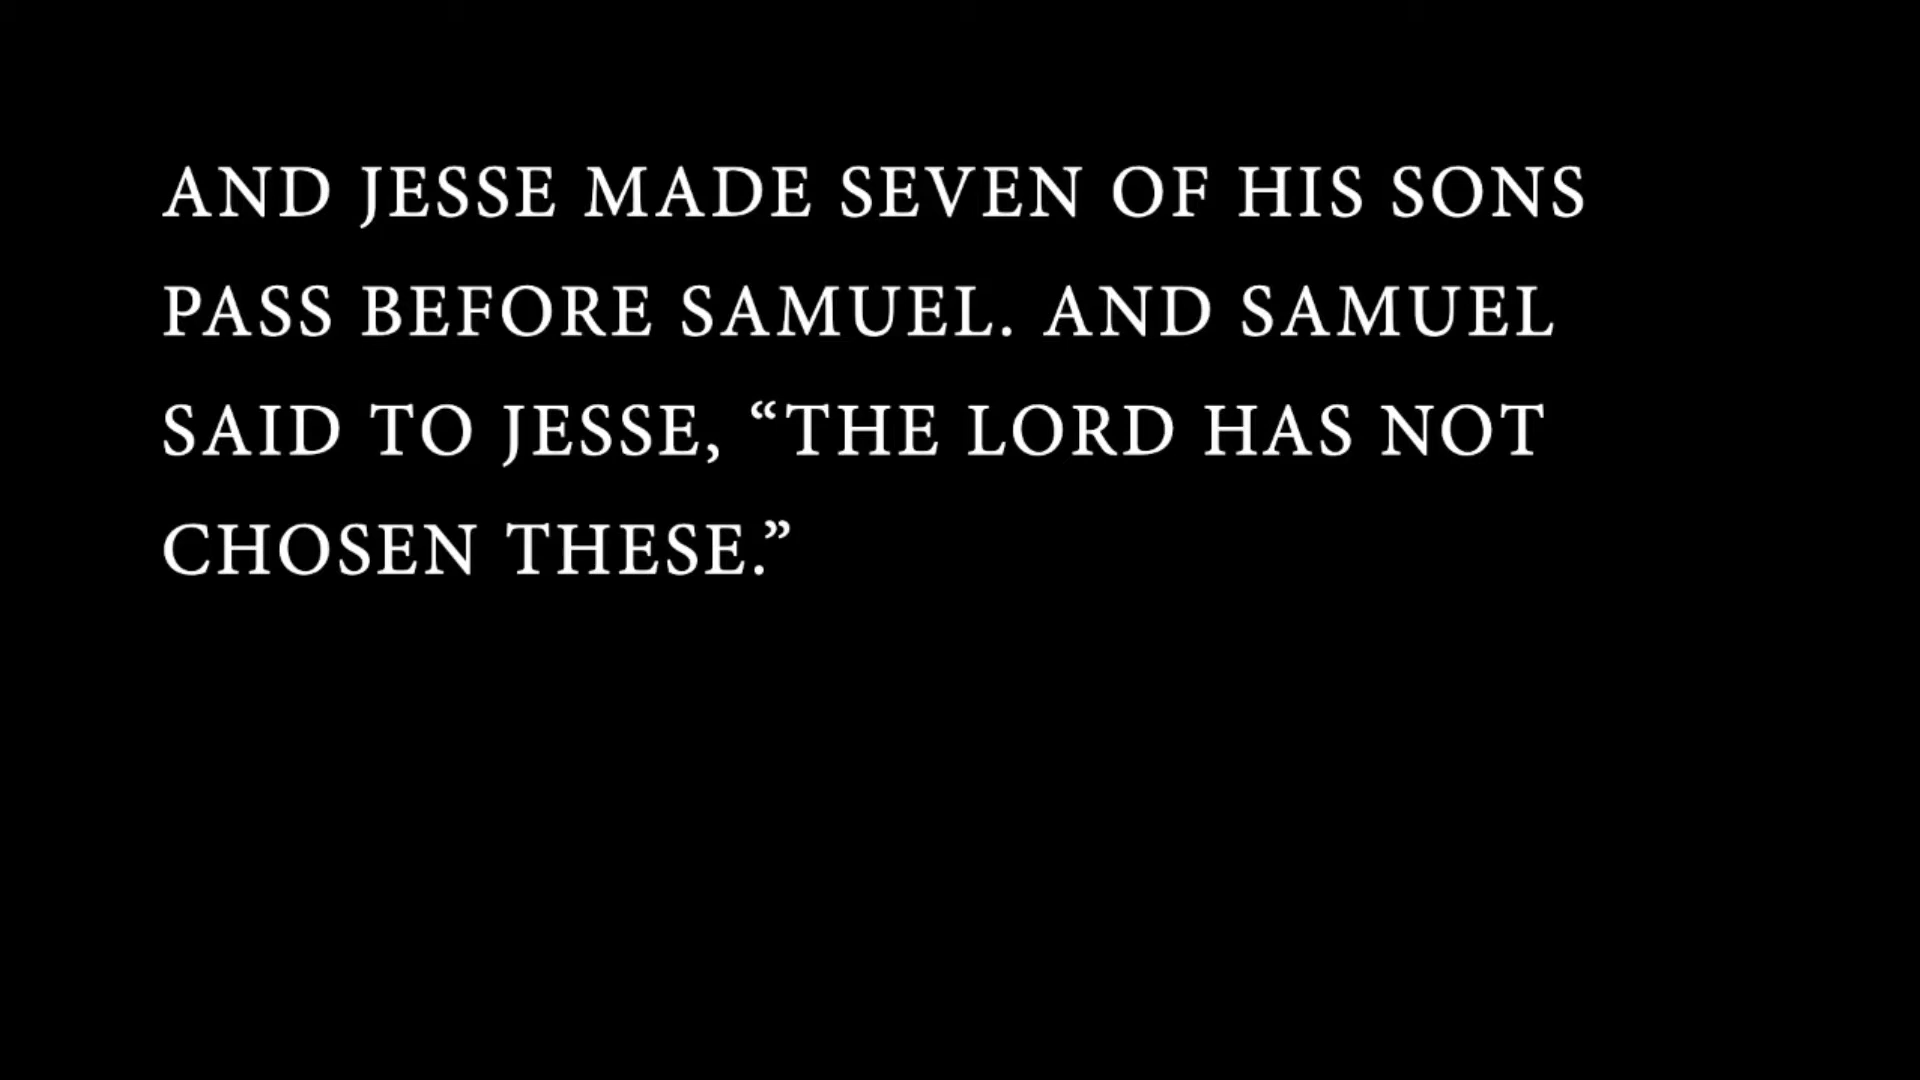 AND JESSE MADE SEVEN OF HIS SONS
PASS BEFORE SAMUEL. AND SAMUEL
SAID TO JESSE, “THE LORD HAS NOT
CHOSEN THESE.”